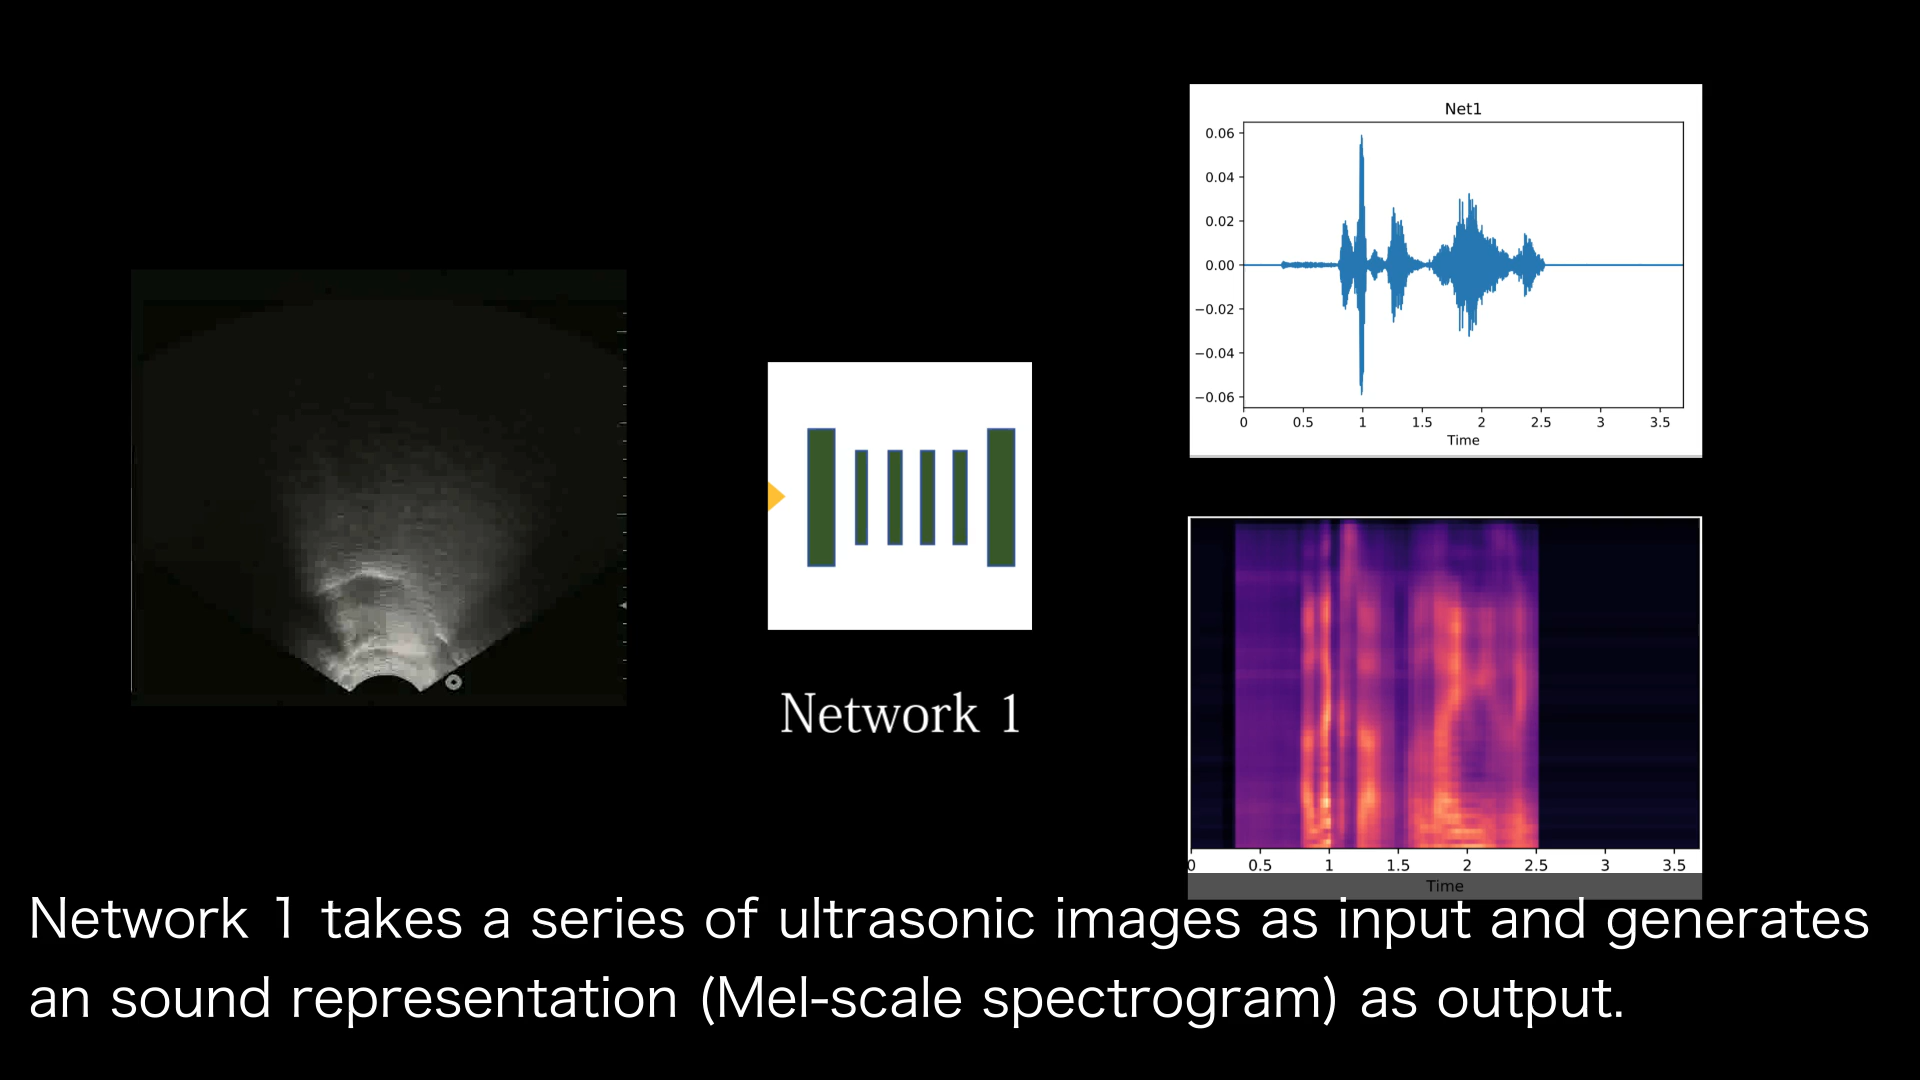 Net1
0.06
0.04
0.02
0.00
−0.02
−0.04
−0.06
0 0.5 1 1.5 2 2.5 3 3.5
Time
Network 1
0 0.5 1 1.5 2 2.5 3 3.5
Time
Network 1 takes a series of ultrasonic images as input and generates
an sound representation (Mel-scale spectrogram) as output.